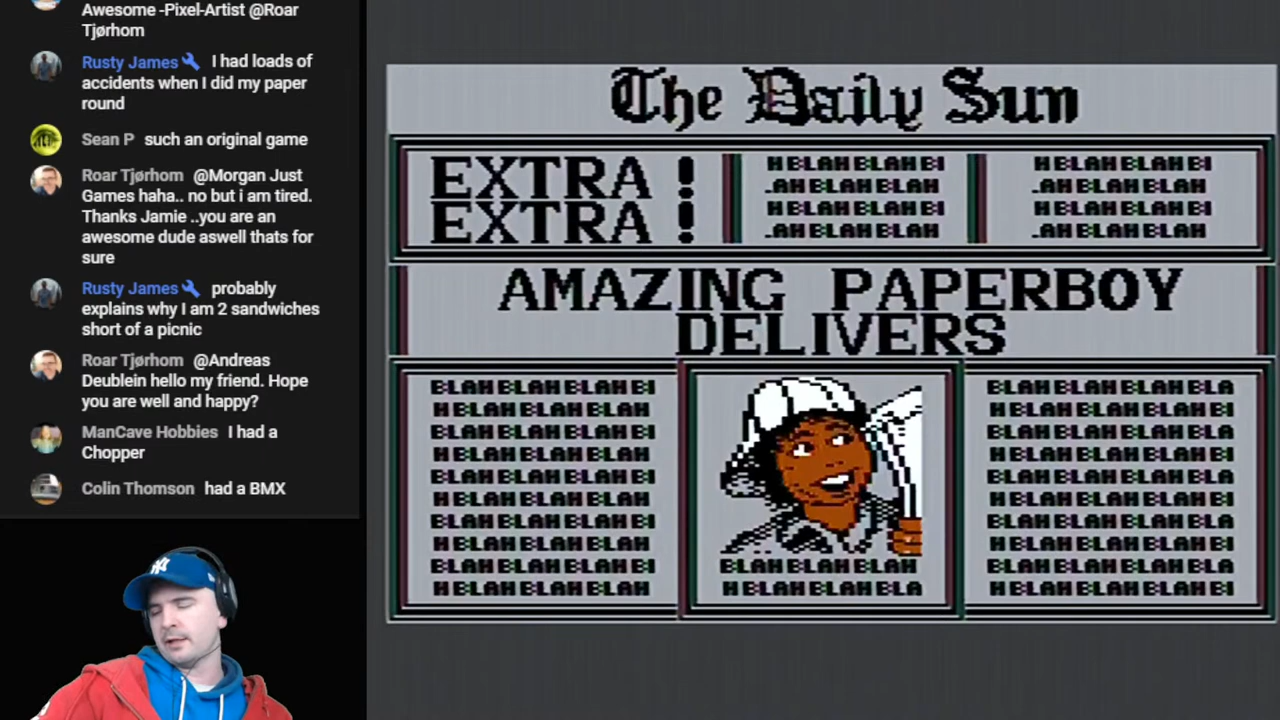 Awesome -Pixel-Artist @Roar
Tjørhom
Rusty James I had loads of
accidents when I did my paper
round
Sean P such an original game
Roar Tjørhom @Morgan Just
Games haha.. no but i am tired.
Thanks Jamie ..you are an
awesome dude aswell thats for
sure
Rusty James probably
explains why I am 2 sandwiches
short of a picnic
Roar Tjørhom @Andreas
Deublein hello my friend. Hope
you are well and happy?
ManCave Hobbies I had a
Chopper
Colin Thomson had a BMX
NY
The Daily Sun
EXTRA !
EXTRA !
H BLAH BLAH BI
.AH BLAH BLAH
H BLAH BLAH BI
.AH BLAH BLAH
H BLAH BLAH BI
.AH BLAH BLAH
H BLAH BLAH BI
.AH BLAH BLAH
AMAZING PAPERBOY
DELIVERS
BLAH BLAH BLAH BI
H BLAH BLAH BLAH
BLAH BLAH BLAH BI
H BLAH BLAH BLAH
BLAH BLAH BLAH BI
H BLAH BLAH BLAH
BLAH BLAH BLAH BI
H BLAH BLAH BLAH
BLAH BLAH BLAH BI
H BLAH BLAH BLAH
BLAH BLAH BLAH
H BLAH BLAH BLA
BLAH BLAH BLAH BLA
H BLAH BLAH BLAH BI
BLAH BLAH BLAH BLA
H BLAH BLAH BLAH BI
BLAH BLAH BLAH BLA
H BLAH BLAH BLAH BI
BLAH BLAH BLAH BLA
H BLAH BLAH BLAH BI
BLAH BLAH BLAH BLA
H BLAH BLAH BLAH BI